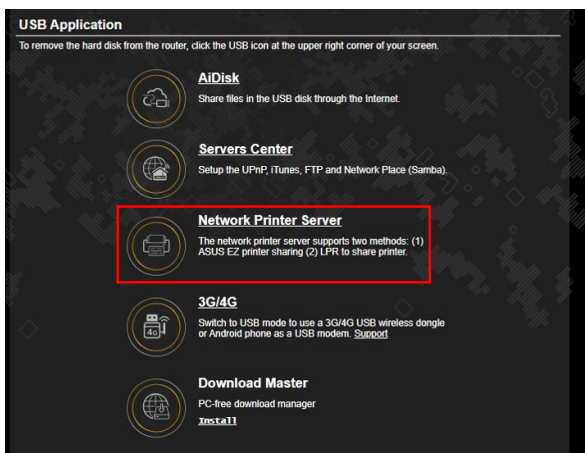 USB Application
To remove the hard disk from the router, click the USB icon at the upper right corner of your screen.
AiDisk
Share files in the USB disk through the Internet.
Servers Center
Setup the UPnP, iTunes, FTP and Network Place (Samba).
Network Printer Server
The network printer server supports two methods: (1)
ASUS EZ printer sharing (2) LPR to share printer.
3G/4G
4G
Switch to USB mode to use a 3G/4G USB wireless dongle
or Android phone as a USB modem. Support
Download Master
PC-free download manager
Install